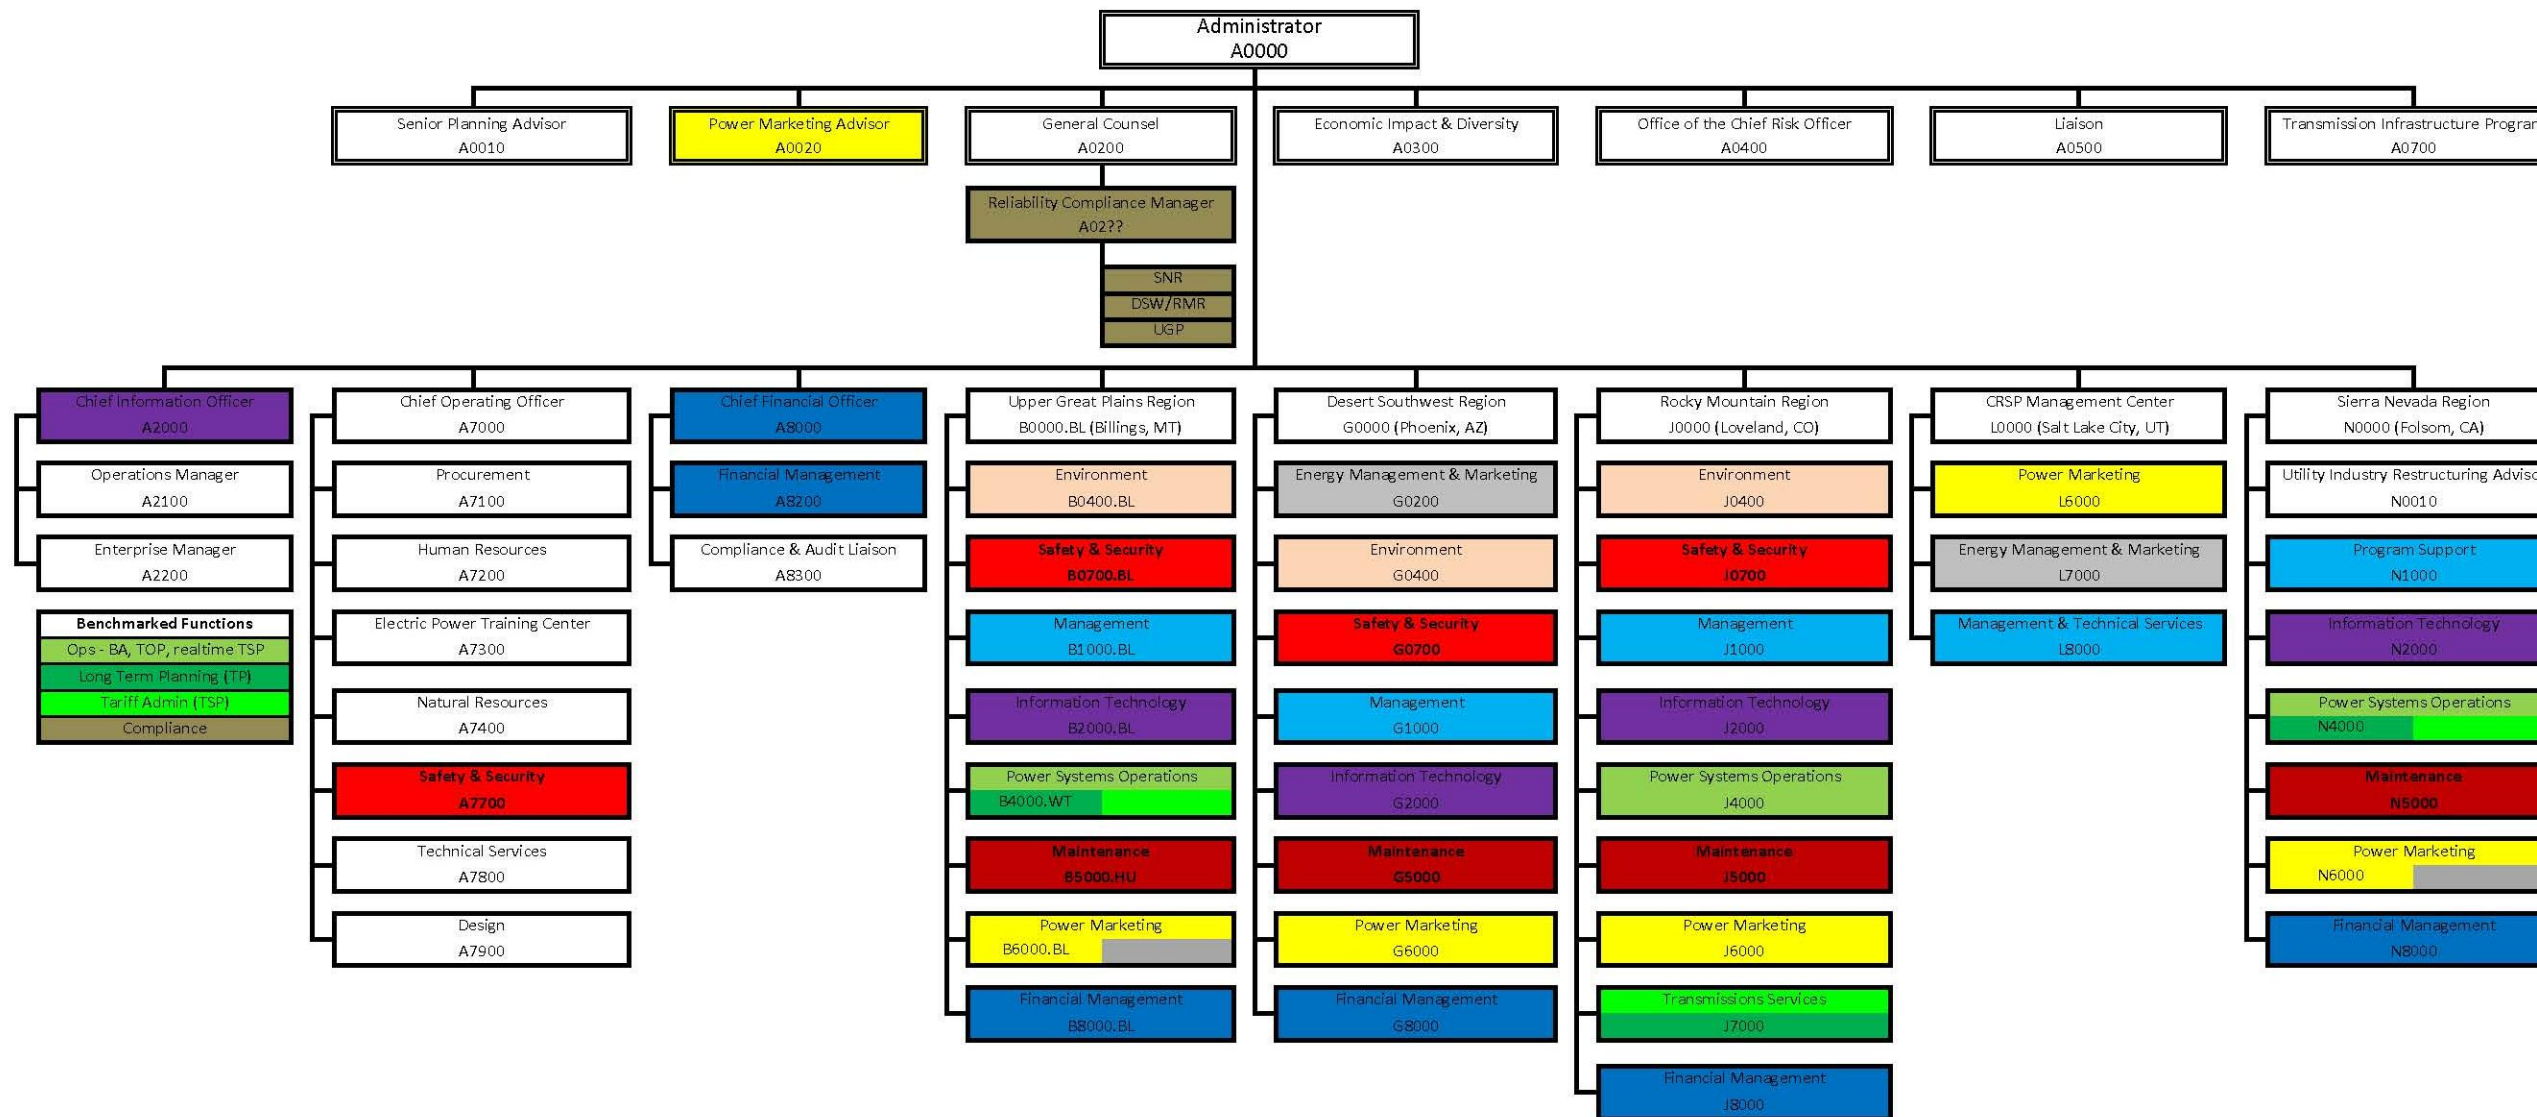 Administrator
A0000
Senior Planning Advisor
A0010
Power Marketing Advisor
A0020
General Counsel
A0200
Economic Impact & Diversity
A0300
Office of the Chief Risk Officer
A0400
Liaison
A0500
Transmission Infrastructure Program
A0700
Reliability Compliance Manager
A02??
SNR
DSW/RMR
UGP
Chief Information Officer
A2000
Operations Manager
A2100
Enterprise Manager
A2200
Benchmarked Functions
Ops - BA, TOP, realtime TSP
Long Term Planning (TP)
Tariff Admin (TSP)
Compliance
Chief Operating Officer
A7000
Procurement
A7100
Human Resources
A7200
Electric Power Training Center
A7300
Natural Resources
A7400
Safety & Security
A7700
Technical Services
A7800
Design
A7900
Chief Financial Officer
A8000
Financial Management
A8200
Compliance & Audit Liaison
A8300
Upper Great Plains Region
B0000.BL (Billings, MT)
Environment
B0400.BL
Safety & Security
B0700.BL
Management
B1000.BL
Information Technology
B2000.BL
Power Systems Operations
B4000.WT
Maintenance
B5000.HU
Power Marketing
B6000.BL
Financial Management
B8000.BL
Desert Southwest Region
G0000 (Phoenix, AZ)
Energy Management & Marketing
G0200
Environment
G0400
Safety & Security
G0700
Management
G1000
Information Technology
G2000
Maintenance
G5000
Power Marketing
G6000
Financial Management
G8000
Rocky Mountain Region
J0000 (Loveland, CO)
Environment
J0400
Safety & Security
J0700
Management
J1000
Information Technology
J2000
Power Systems Operations
J4000
Maintenance
J5000
Power Marketing
J6000
Transmissions Services
J7000
Financial Management
J8000
CRSP Management Center
L0000 (Salt Lake City, UT)
Power Marketing
L6000
Energy Management & Marketing
L7000
Management & Technical Services
L8000
Sierra Nevada Region
N0000 (Folsom, CA)
Utility Industry Restructuring Adviso
N0010
Program Support
N1000
Information Technology
N2000
Power Systems Operations
N4000
Maintenance
N5000
Power Marketing
N6000
Financial Management
N8000